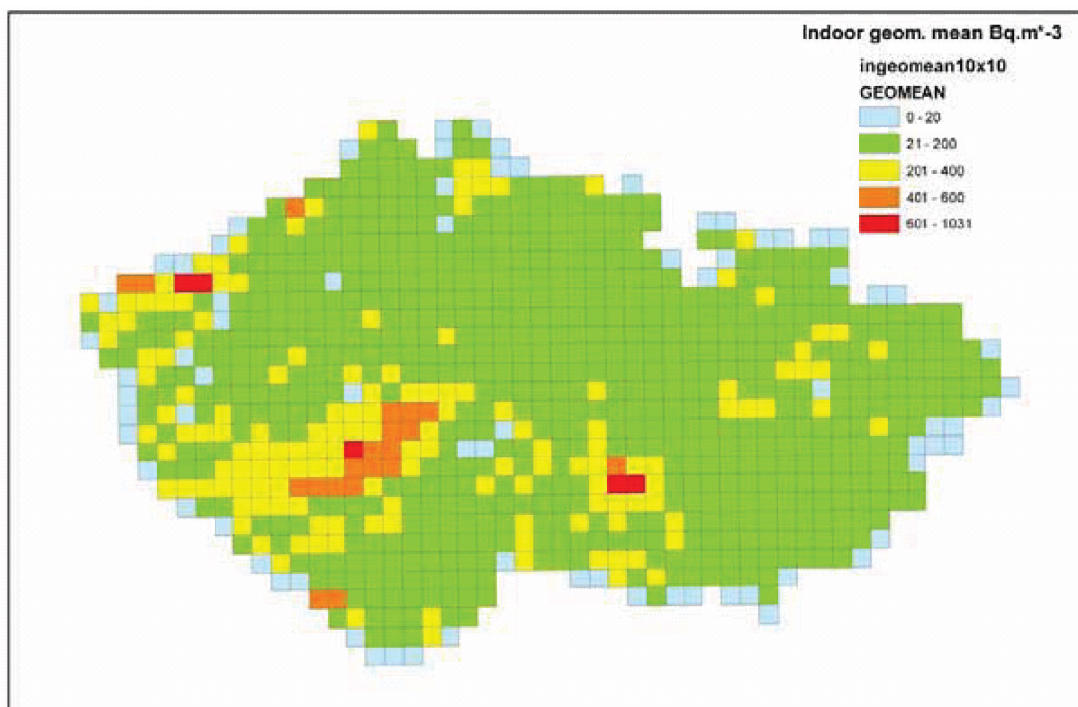 Indoor geom. mean Bq.m^-3
ingeomean10x10
GEOMEAN
0 - 20
21 - 200
201 - 400
401 - 600
601 - 1031